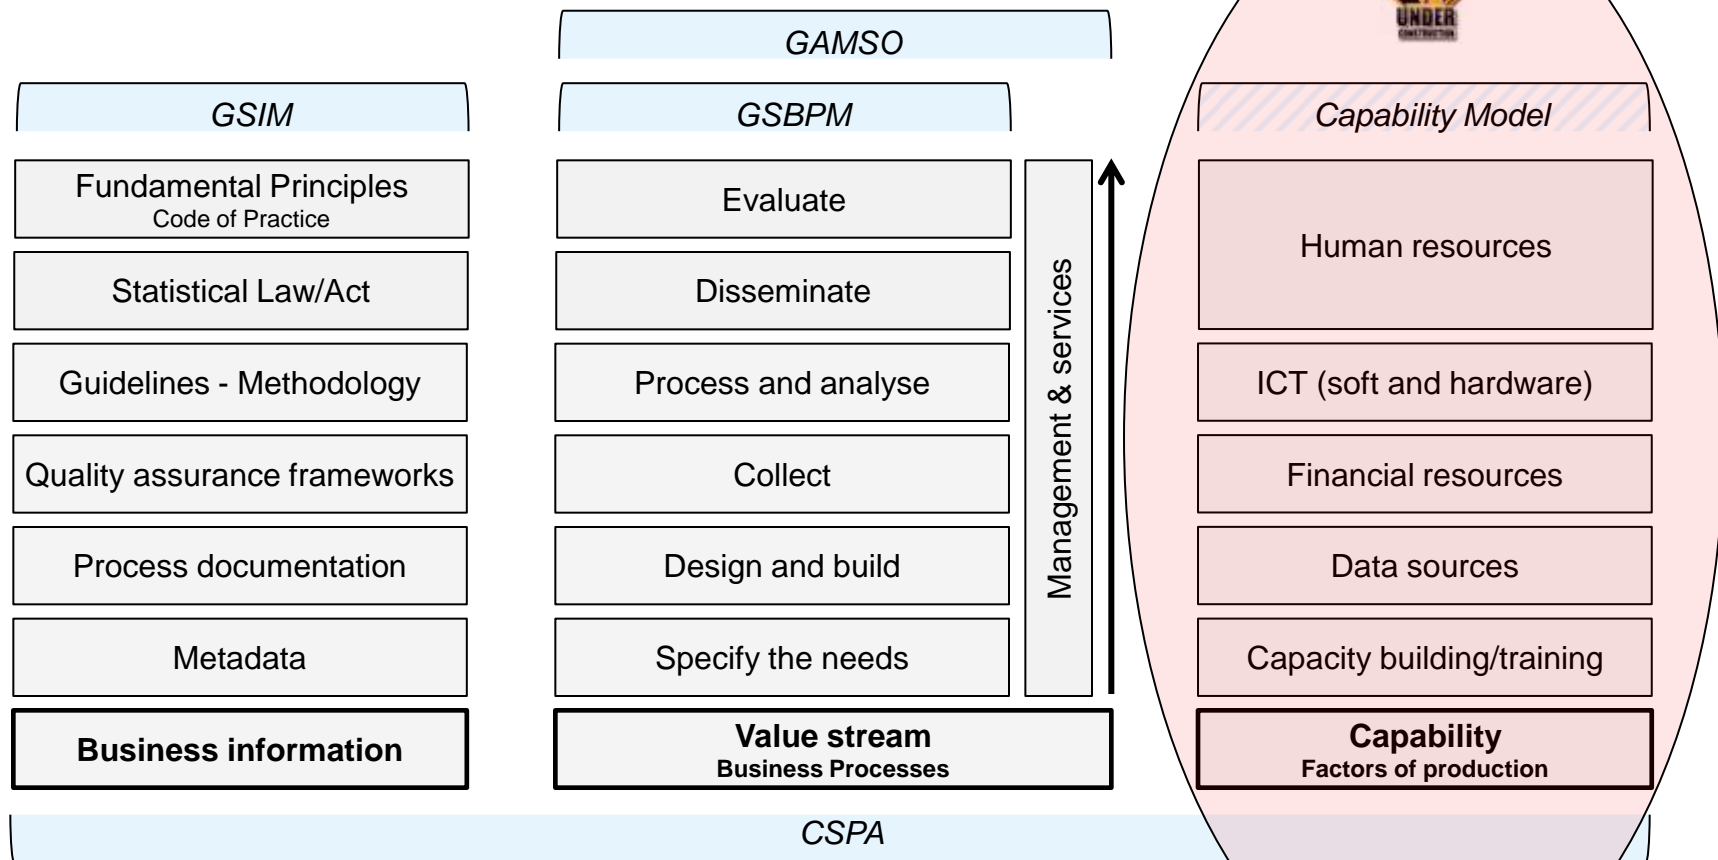 UNDER
CONSTRUCTION
GAMSO
GSIM
GSBPM
Capability Model
Fundamental Principles
Code of Practice
Statistical Law/Act
Guidelines - Methodology
Quality assurance frameworks
Process documentation
Metadata
Business information
Evaluate
Disseminate
Process and analyse
Collect
Design and build
Specify the needs
Management & services
Value stream
Business Processes
Human resources
ICT (soft and hardware)
Financial resources
Data sources
Capacity building/training
Capability
Factors of production
CSPA